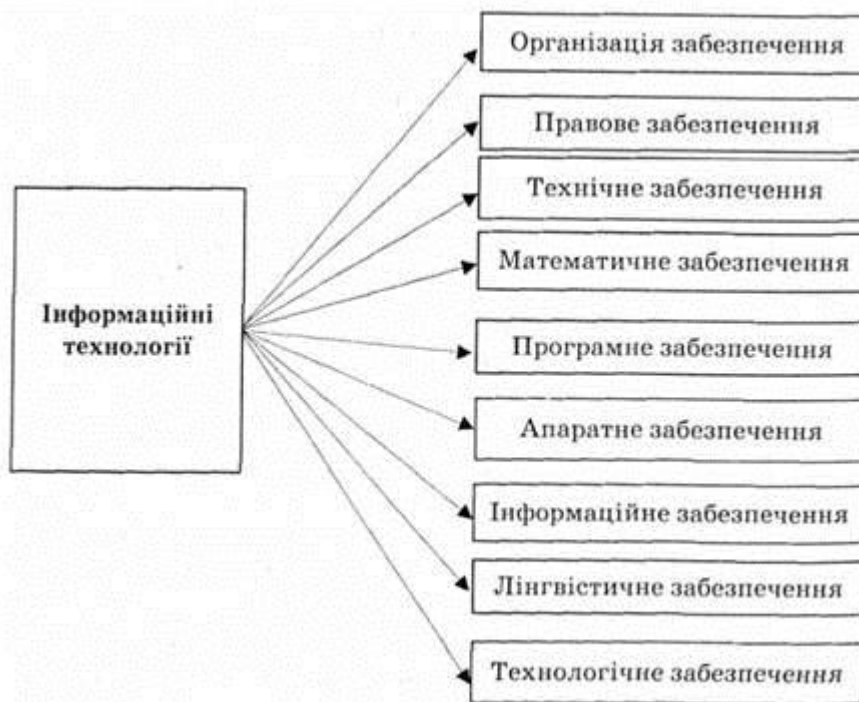 Організація забезпечення
Правове забезпечення
Технічне забезпечення
Математичне забезпечення
Інформаційні
технології
Програмне забезпечення
Апаратне забезпечення
Інформаційне забезпечення
Лінгвістичне забезпечення
Технологічне забезпечення